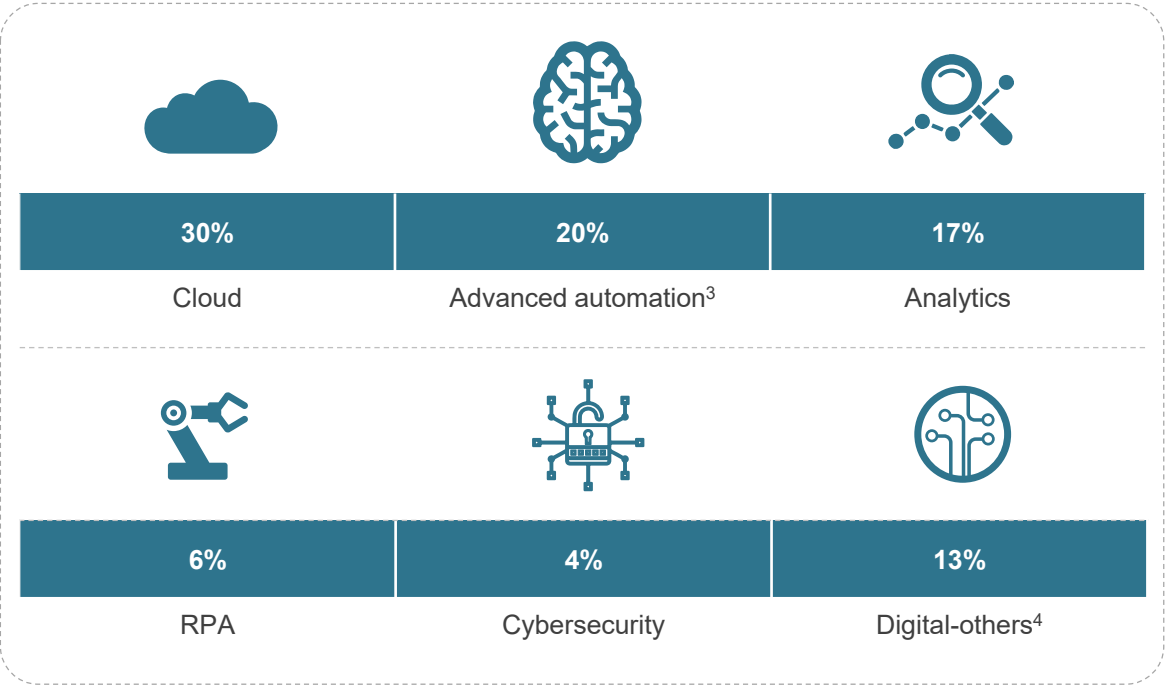 30%
20%
17%
Cloud
Advanced automation³
Analytics
6%
4%
13%
RPA
Cybersecurity
Digital-others⁴